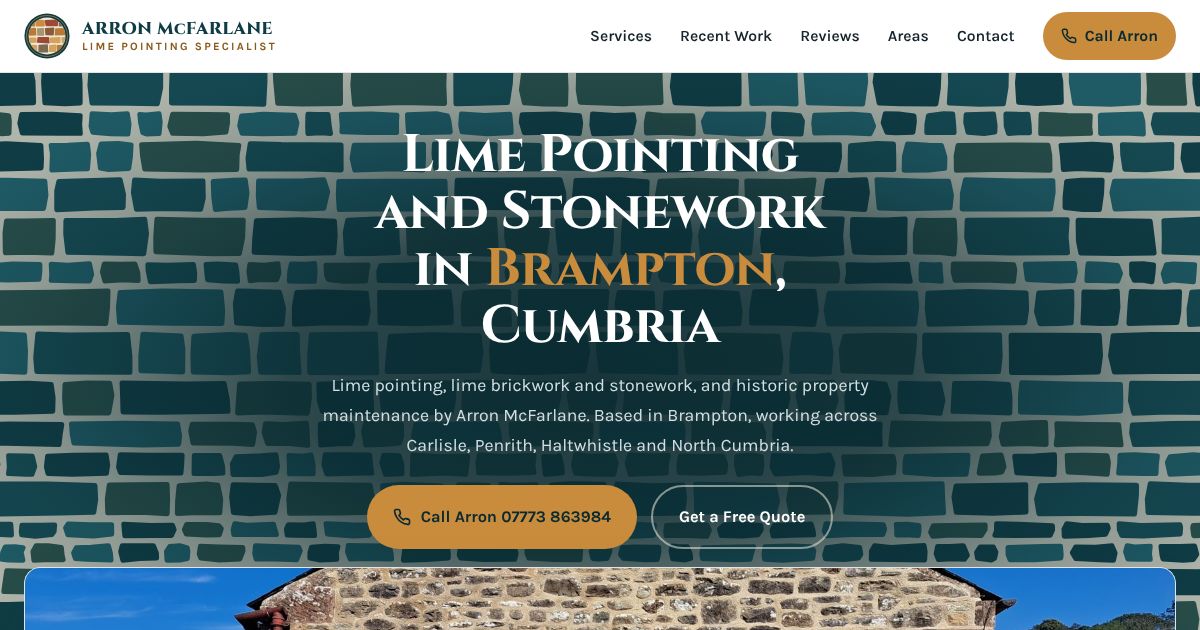 ARRON McFARLANE
LIME POINTING SPECIALIST
Services
Recent Work
Reviews
Areas
Contact
Call Arron
Lime Pointing
and Stonework
in Brampton,
Cumbria
Lime pointing, lime brickwork and stonework, and historic property
maintenance by Arron McFarlane. Based in Brampton, working across
Carlisle, Penrith, Haltwhistle and North Cumbria.
Call Arron 07773 863984
Get a Free Quote